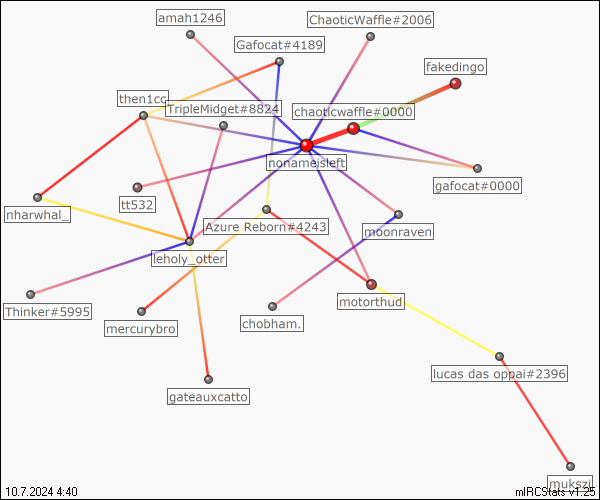 amah1246
ChaoticWaffle#2006
Gafocat#4189
fakedingo
then1cc
TripleMidget#8824
chaoticwaffle#0000
nonameisleft
gafocat#0000
tt532
nharwhal_
Azure Reborn#4243
moonraven
leholy_otter
motorthud
Thinker#5995
mercurybro
chobham.
lucas das oppai#2396
gateauxcatto
mukszi
10.7.2024 4:40
mIRCStats v1.25